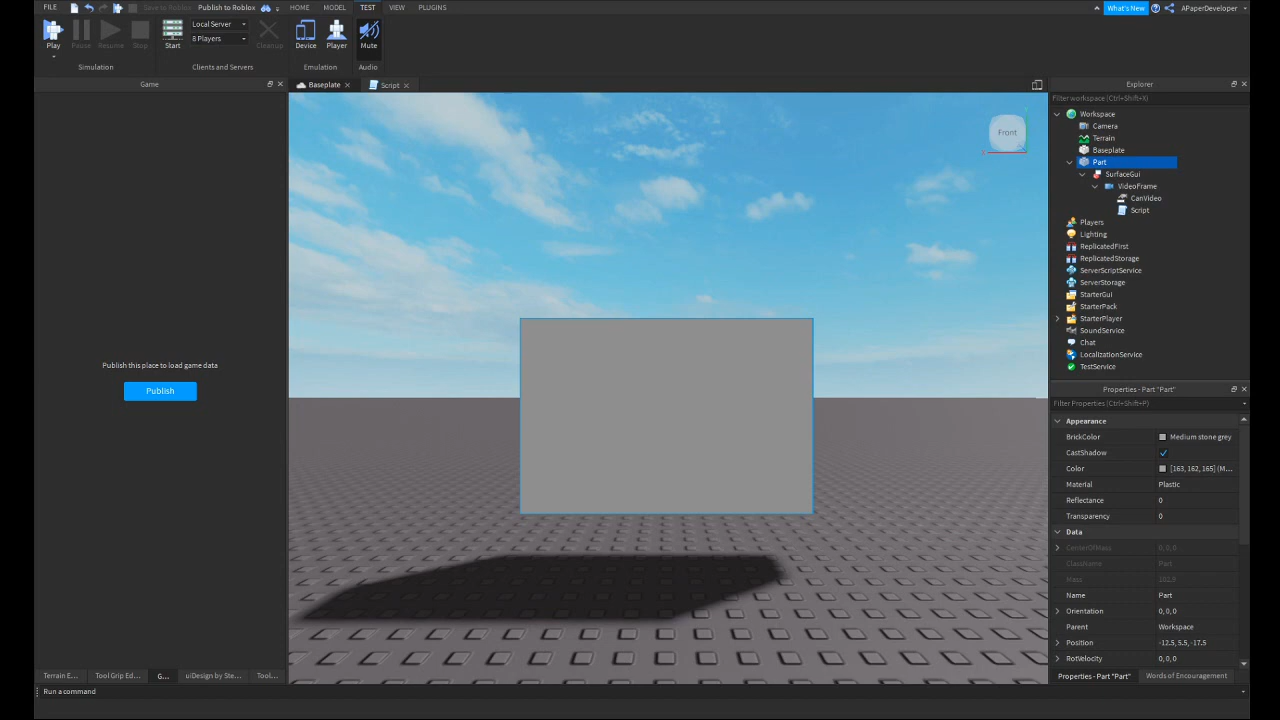 FILE Save to Roblox Publish to Roblox HOME MODEL TEST VIEW PLUGINS What's New APaperDeveloper
Play Pause Resume Stop Start Local Server 8 Players Cleanup Device Player Mute
Simulation Clients and Servers Emulation Audio
Game
Baseplate Script
Publish this place to load game data
Publish
Front
Explorer
Filter workspace (Ctrl+Shift+X)
Workspace
Camera
Terrain
Baseplate
Part
SurfaceGui
VideoFrame
CanVideo
Script
Players
Lighting
ReplicatedFirst
ReplicatedStorage
ServerScriptService
ServerStorage
StarterGui
StarterPack
StarterPlayer
SoundService
Chat
LocalizationService
TestService
Properties - Part "Part"
Filter Properties (Ctrl+Shift+P)
Appearance
BrickColor Medium stone grey
CastShadow
Color [163, 162, 165] (M...
Material Plastic
Reflectance 0
Transparency 0
Data
CenterOfMass 0, 0, 0
ClassName Part
Mass
Name Part
Orientation 0, 0, 0
Parent Workspace
Position -12.5, 5.5, -17.5
RotVelocity 0, 0, 0
Terrain E... Tool Grip Ed... G... uiDesign by Ste... Tool...
Properties - Part "Part" Words of Encouragement
Run a command